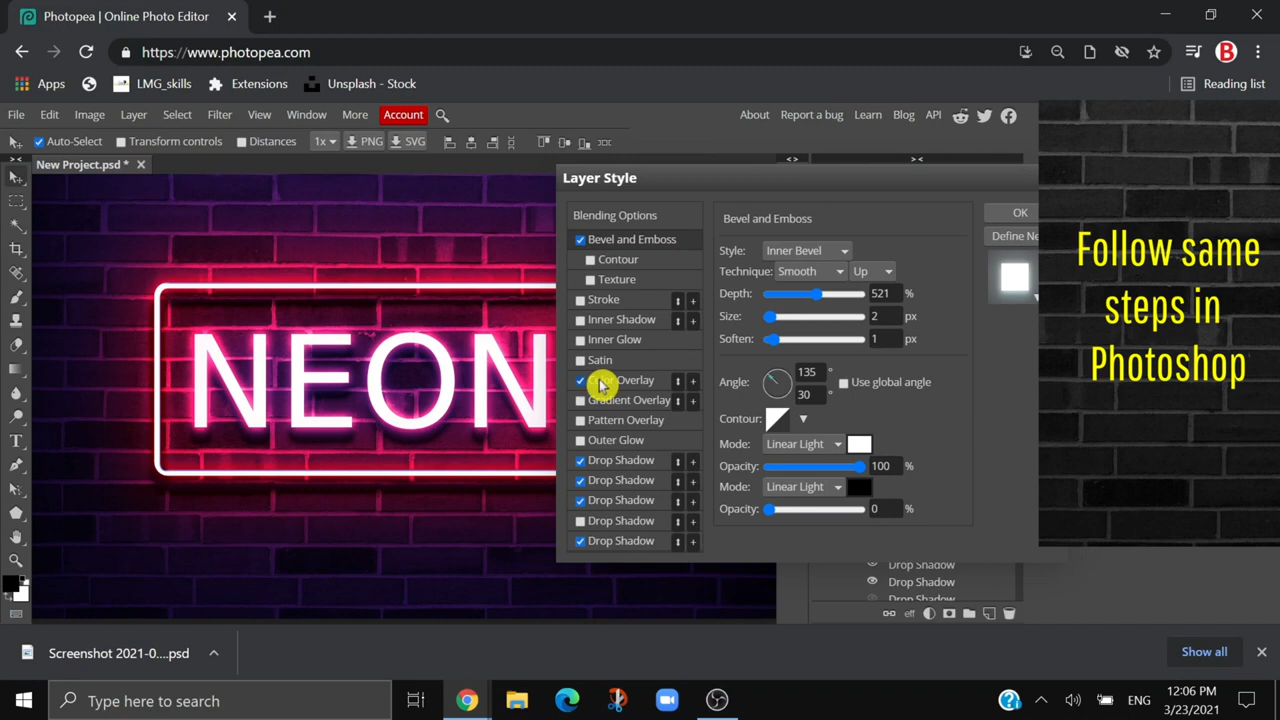 Photopea | Online Photo Editor
https://www.photopea.com
B
Apps LMG_skills Extensions Unsplash - Stock Reading list
File Edit Image Layer Select Filter View Window More Account About Report a bug Learn Blog API
Auto-Select Transform controls Distances 1x PNG SVG
New Project.psd *
NEON
Layer Style
Blending Options
Bevel and Emboss
Contour
Texture
Stroke
Inner Shadow
Inner Glow
Satin
Overlay
Gradient Overlay
Pattern Overlay
Outer Glow
Drop Shadow
Drop Shadow
Drop Shadow
Drop Shadow
Drop Shadow
Bevel and Emboss
Style: Inner Bevel
Technique: Smooth Up
Depth: 521 %
Size: 2 px
Soften: 1 px
Angle: 135 °
30 °
Use global angle
Contour:
Mode: Linear Light
Opacity: 100 %
Mode: Linear Light
Opacity: 0 %
OK
Define Ne
Follow same
steps in
Photoshop
Drop Shadow
Drop Shadow
Drop Shadow
eff
Screenshot 2021-0....psd
Show all
Type here to search
ENG
12:06 PM
3/23/2021